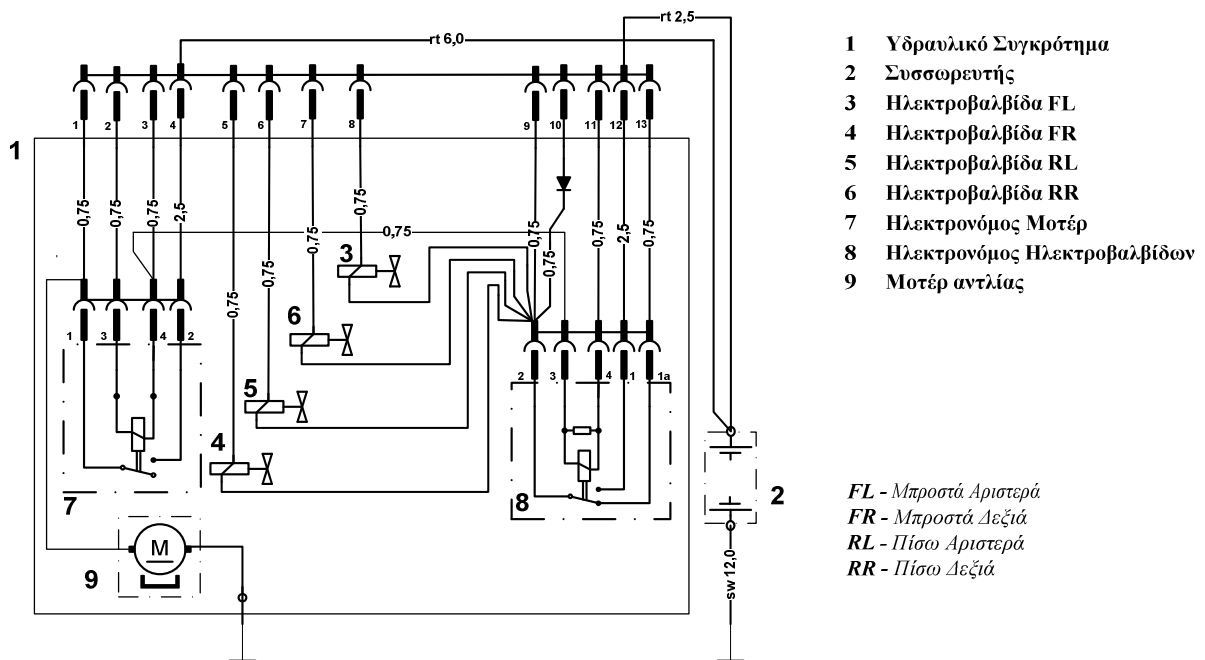 rt 2,5
rt 6,0
1 2 3 4 5 6 7 8 9 10 11 12 13
1
0,75 0,75 0,75 2,5 0,75 0,75 0,75 0,75 0,75 0,75 0,75 0,75 2,5 0,75
3
6
5
4
1 3 4 2
2 3 4 1 1a
7
8
2
9
M
sw 12,0
1 Υδραυλικό Συγκρότημα
2 Συσσωρευτής
3 Ηλεκτροβαλβίδα FL
4 Ηλεκτροβαλβίδα FR
5 Ηλεκτροβαλβίδα RL
6 Ηλεκτροβαλβίδα RR
7 Ηλεκτρονόμος Μοτέρ
8 Ηλεκτρονόμος Ηλεκτροβαλβίδων
9 Μοτέρ αντλίας
FL - Μπροστά Αριστερά
FR - Μπροστά Δεξιά
RL - Πίσω Αριστερά
RR - Πίσω Δεξιά